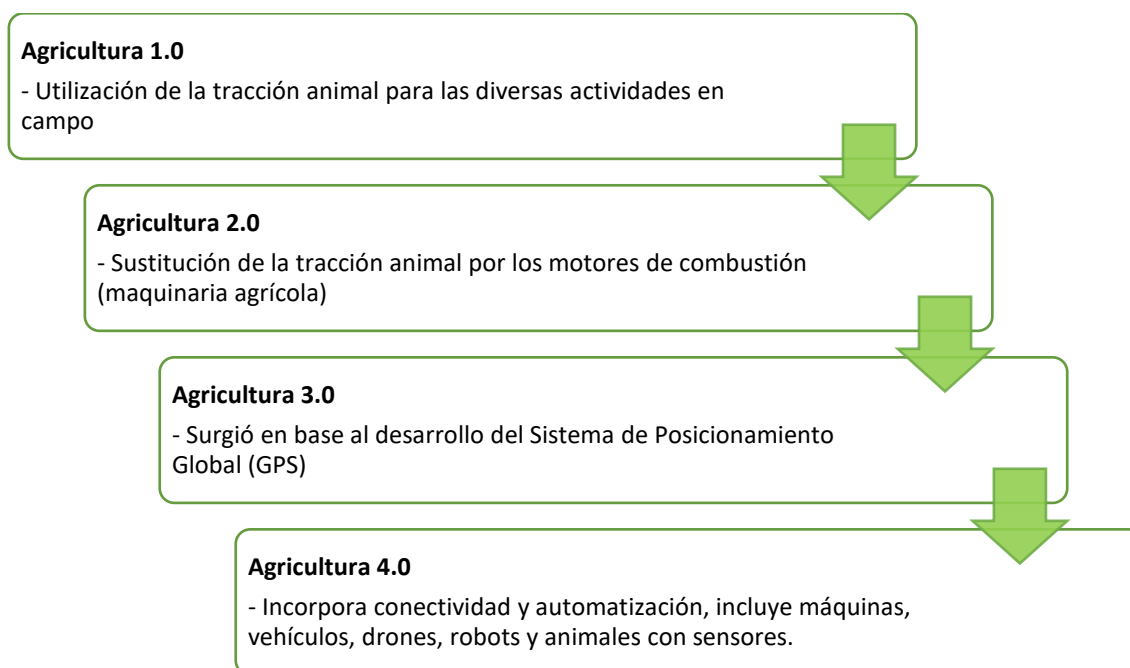 Agricultura 1.0
- Utilización de la tracción animal para las diversas actividades en
campo
Agricultura 2.0
- Sustitución de la tracción animal por los motores de combustión
(maquinaria agrícola)
Agricultura 3.0
- Surgió en base al desarrollo del Sistema de Posicionamiento
Global (GPS)
Agricultura 4.0
- Incorpora conectividad y automatización, incluye máquinas,
vehículos, drones, robots y animales con sensores.